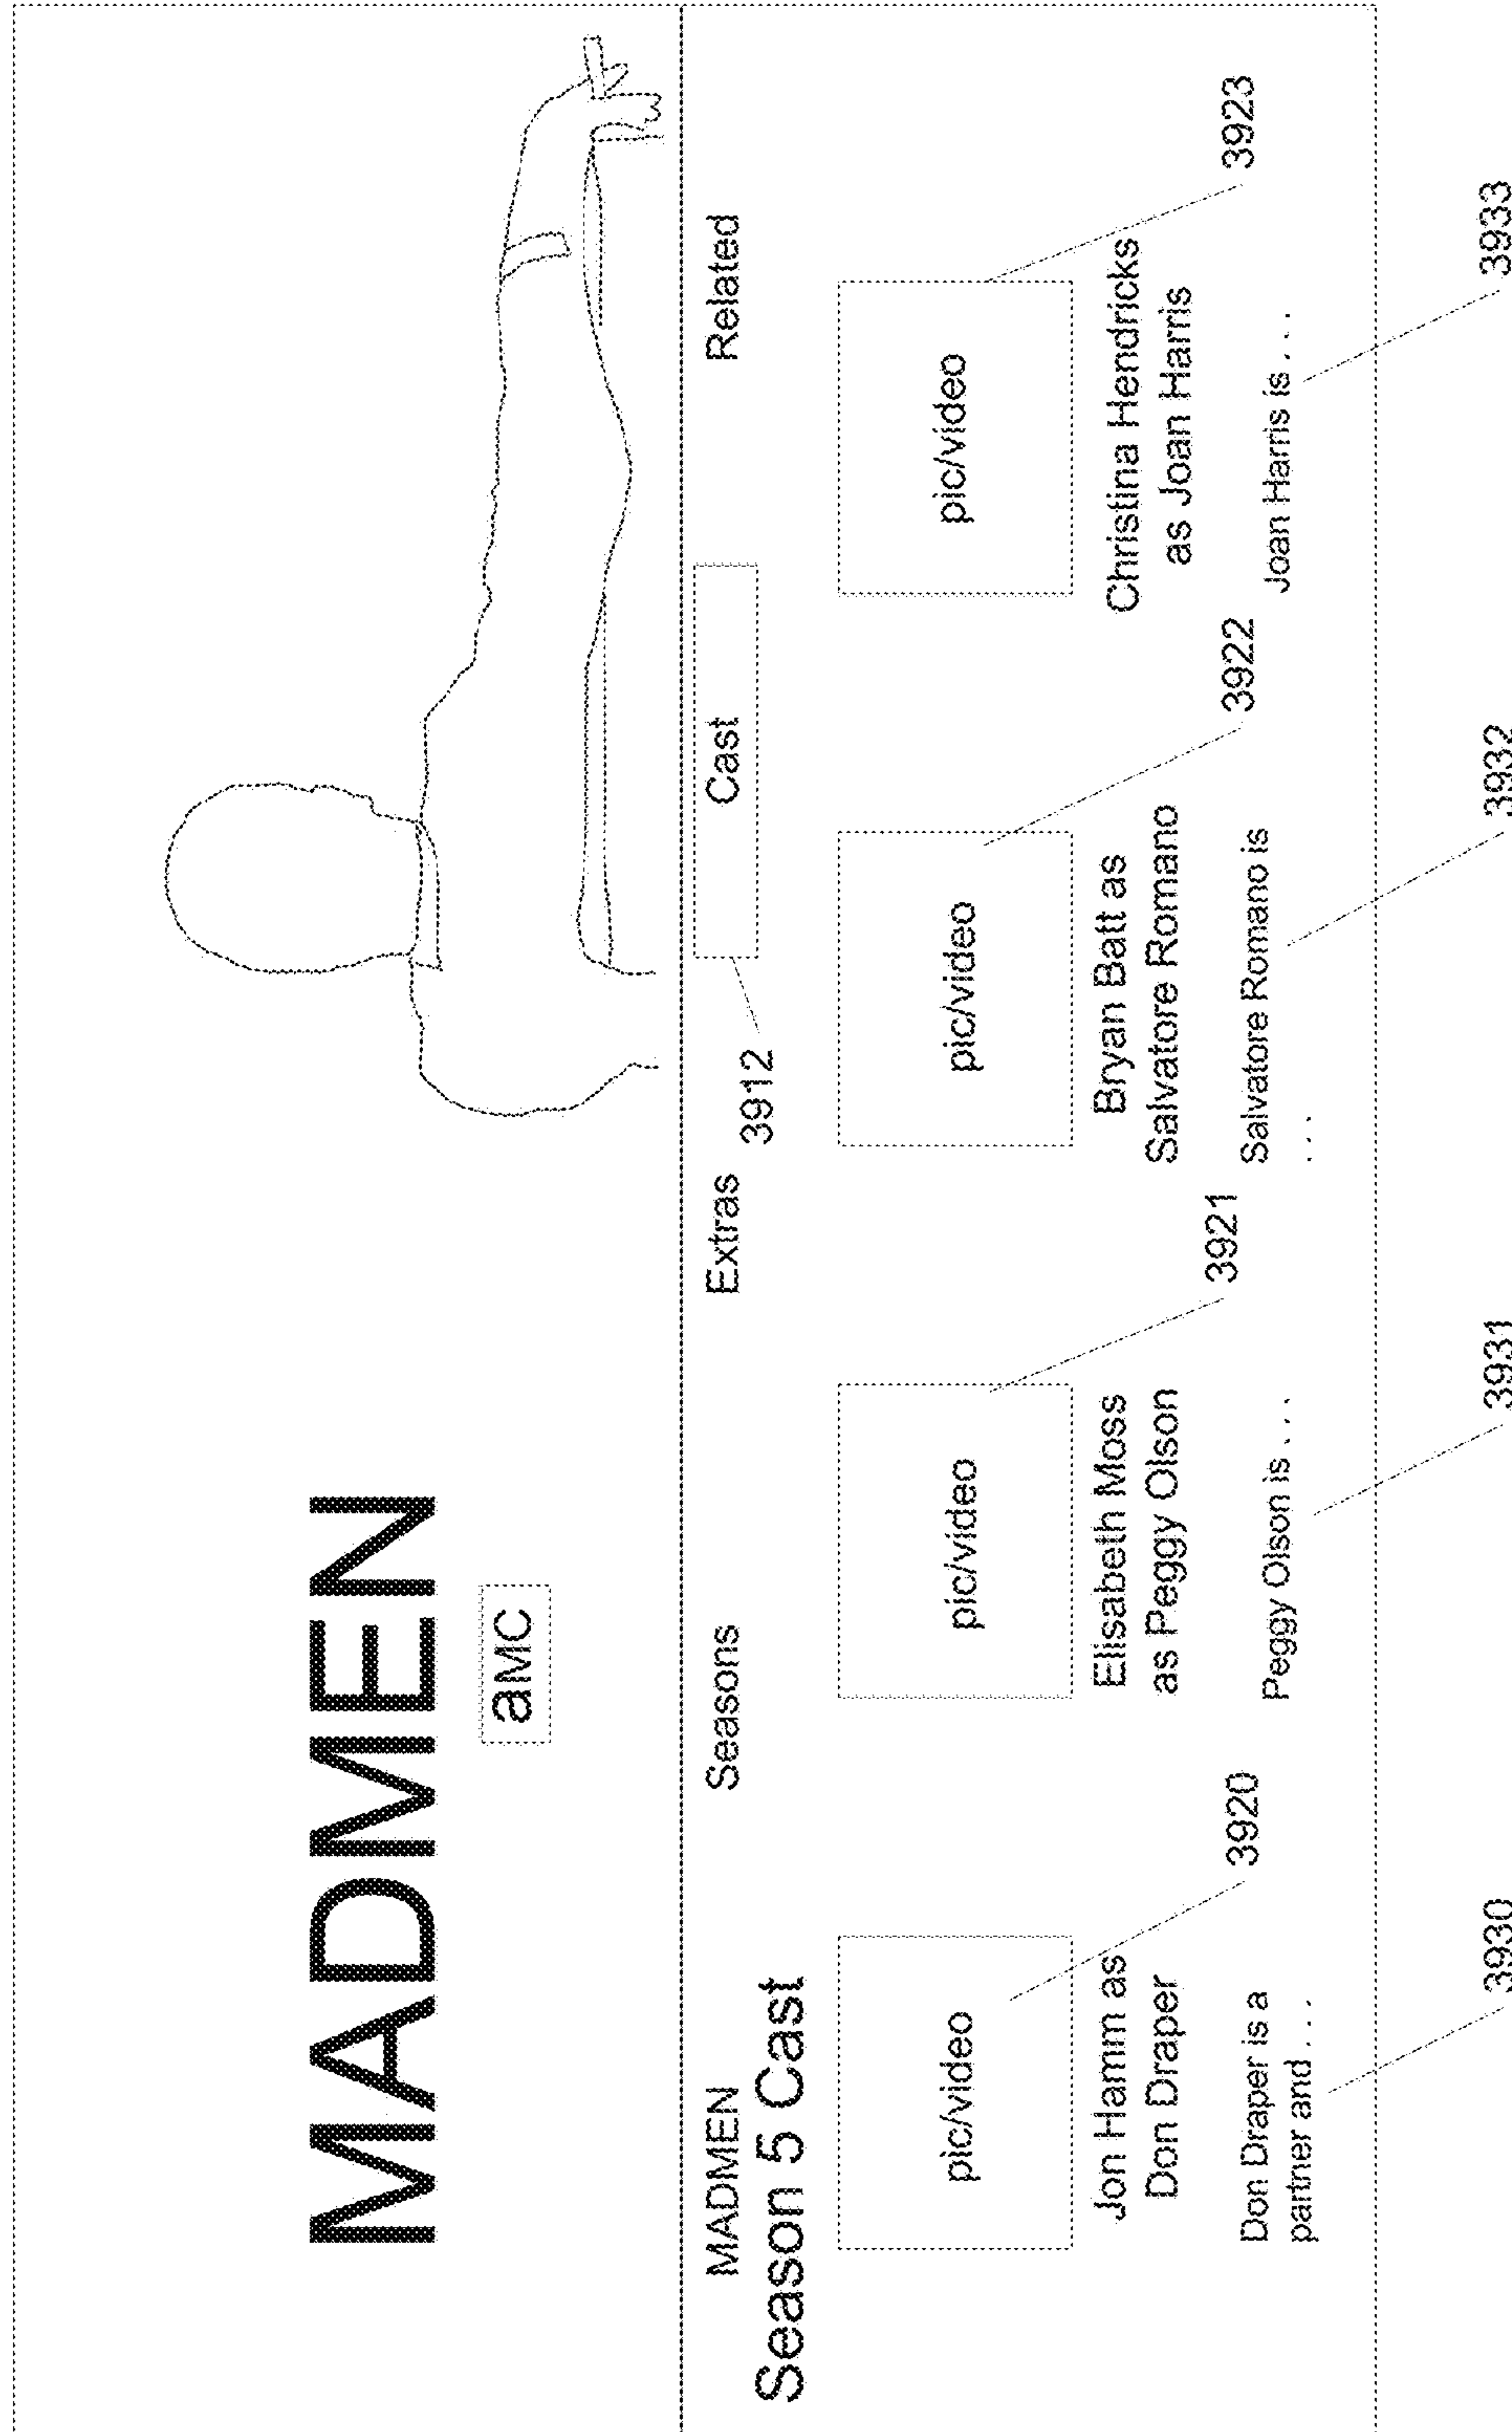 MADMEN
aMC
MADMEN
Seasons
Extras
Cast
Related
3912
Season 5 Cast
pic/video
pic/video
pic/video
pic/video
Jon Hamm as
Don Draper
3920
Elisabeth Moss
as Peggy Olson
3921
Bryan Batt as
Salvatore Romano
3922
Christina Hendricks
as Joan Harris
3923
Don Draper is a
partner and . . .
3930
Peggy Olson is . . .
3931
Salvatore Romano is
. . .
3932
Joan Harris is . . .
3933